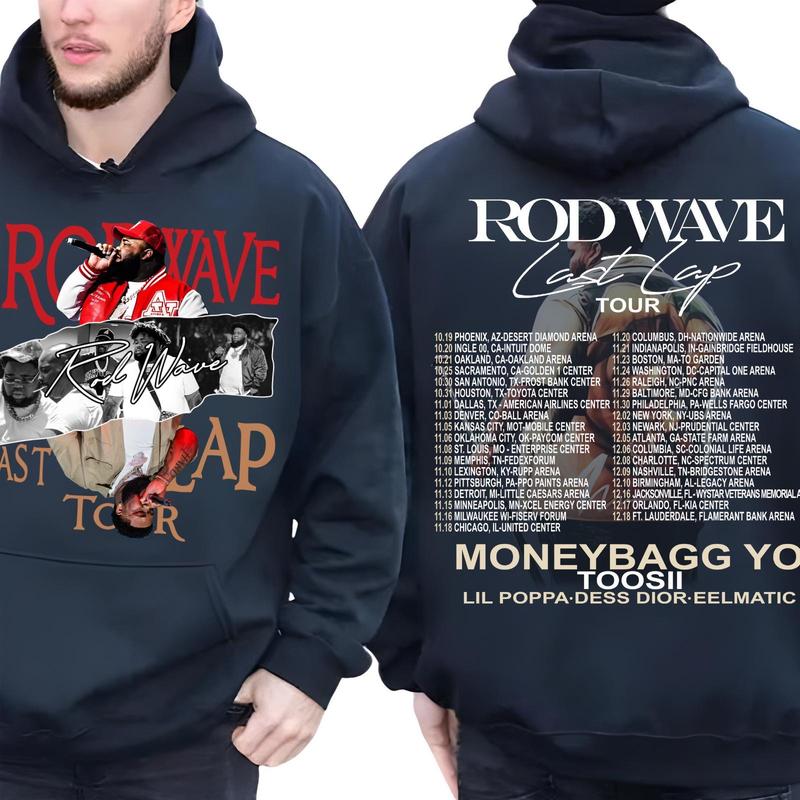 ROD WAVE
Rod Wave
AST LAP
TOUR
ROD WAVE
Last Lap
TOUR
10.19 PHOENIX, AZ-DESERT DIAMOND ARENA
10.20 INGLE 00, CA-INTUIT DOME
10.21 OAKLAND, CA-OAKLAND ARENA
10.25 SACRAMENTO, CA-GOLDEN 1 CENTER
10.30 SAN ANTONIO, TX-FROST BANK CENTER
10.31 HOUSTON, TX-TOYOTA CENTER
11.01 DALLAS, TX - AMERICAN AIRLINES CENTER
11.03 DENVER, CO-BALL ARENA
11.05 KANSAS CITY, MOT-MOBILE CENTER
11.06 OKLAHOMA CITY, OK-PAYCOM CENTER
11.08 ST. LOUIS, MO - ENTERPRISE CENTER
11.09 MEMPHIS, TN-FEDEXFORUM
11.10 LEXINGTON, KY-RUPP ARENA
11.12 PITTSBURGH, PA-PPO PAINTS ARENA
11.13 DETROIT, MI-LITTLE CAESARS ARENA
11.15 MINNEAPOLIS, MN-XCEL ENERGY CENTER
11.16 MILWAUKEE WI-FISERV FORUM
11.18 CHICAGO, IL-UNITED CENTER
11.20 COLUMBUS, DH-NATIONWIDE ARENA
11.21 INDIANAPOLIS, IN-GAINBRIDGE FIELDHOUSE
11.23 BOSTON, MA-TO GARDEN
11.24 WASHINGTON, DC-CAPITAL ONE ARENA
11.26 RALEIGH, NC-PNC ARENA
11.29 BALTIMORE, MD-CFG BANK ARENA
11.30 PHILADELPHIA, PA-WELLS FARGO CENTER
12.02 NEW YORK, NY-UBS ARENA
12.03 NEWARK, NJ-PRUDENTIAL CENTER
12.05 ATLANTA, GA-STATE FARM ARENA
12.06 COLUMBIA, SC-COLONIAL LIFE ARENA
12.08 CHARLOTTE, NC-SPECTRUM CENTER
12.09 NASHVILLE, TN-BRIDGESTONE ARENA
12.10 BIRMINGHAM, AL-LEGACY ARENA
12.16 JACKSONVILLE, FL-WYSTAR VETERANS MEMORIAL A
12.17 ORLANDO, FL-KIA CENTER
12.18 FT. LAUDERDALE, FLAMERANT BANK ARENA
MONEYBAGG YO
TOOSII
LIL POPPA·DESS DIOR·EELMATIC